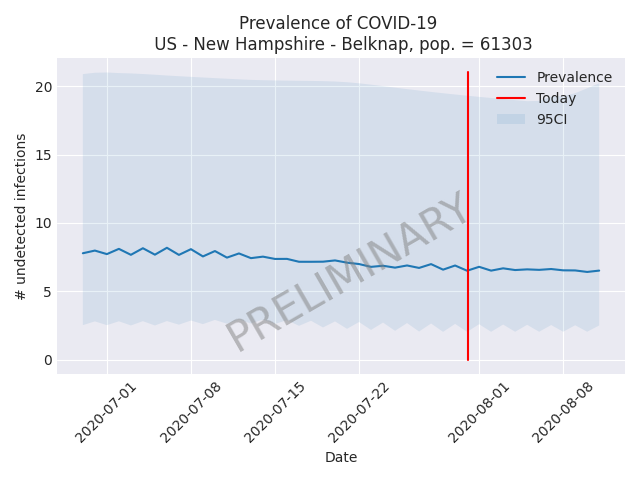 Prevalence of COVID-19
US - New Hampshire - Belknap, pop. = 61303
# undetected infections
20
15
10
5
0
Prevalence
Today
95CI
PRELIMINARY
2020-07-01
2020-07-08
2020-07-15
2020-07-22
2020-08-01
2020-08-08
Date